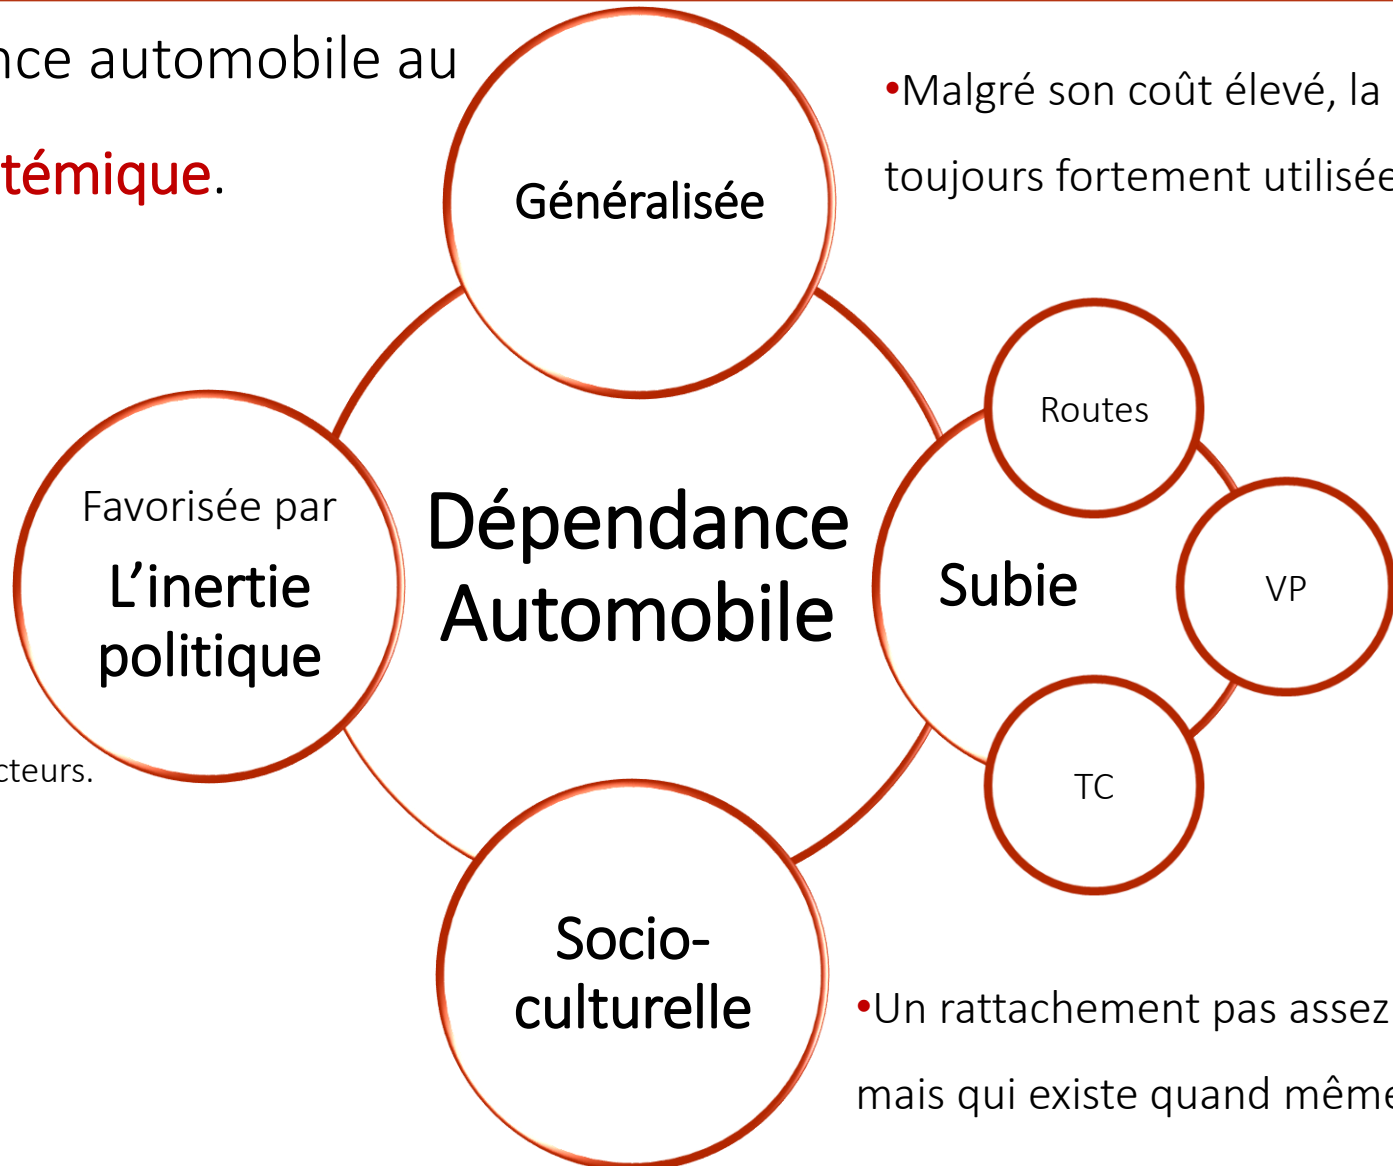 nce automobile au
témique.
•Malgré son coût élevé, la
toujours fortement utilisée
Généralisée
Routes
Favorisée par
L’inertie
politique
Dépendance
Automobile
Subie
VP
TC
cteurs.
Socio-
culturelle
•Un rattachement pas assez
mais qui existe quand même